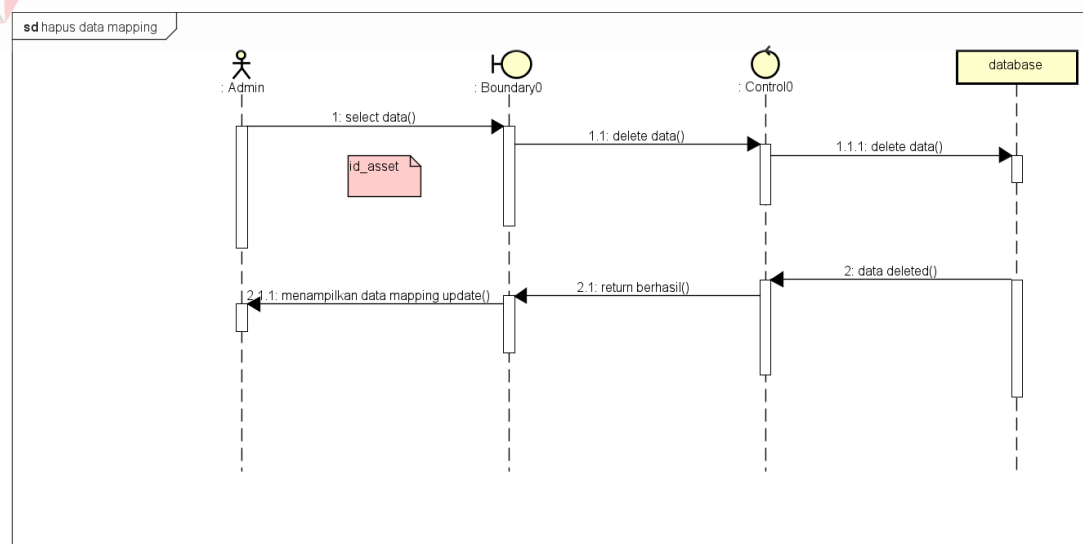 sd hapus data mapping
: Admin
: Boundary0
: Control0
database
1: select data()
1.1: delete data()
1.1.1: delete data()
id_asset
2: data deleted()
2.1: return berhasil()
2.1.1: menampilkan data mapping update()